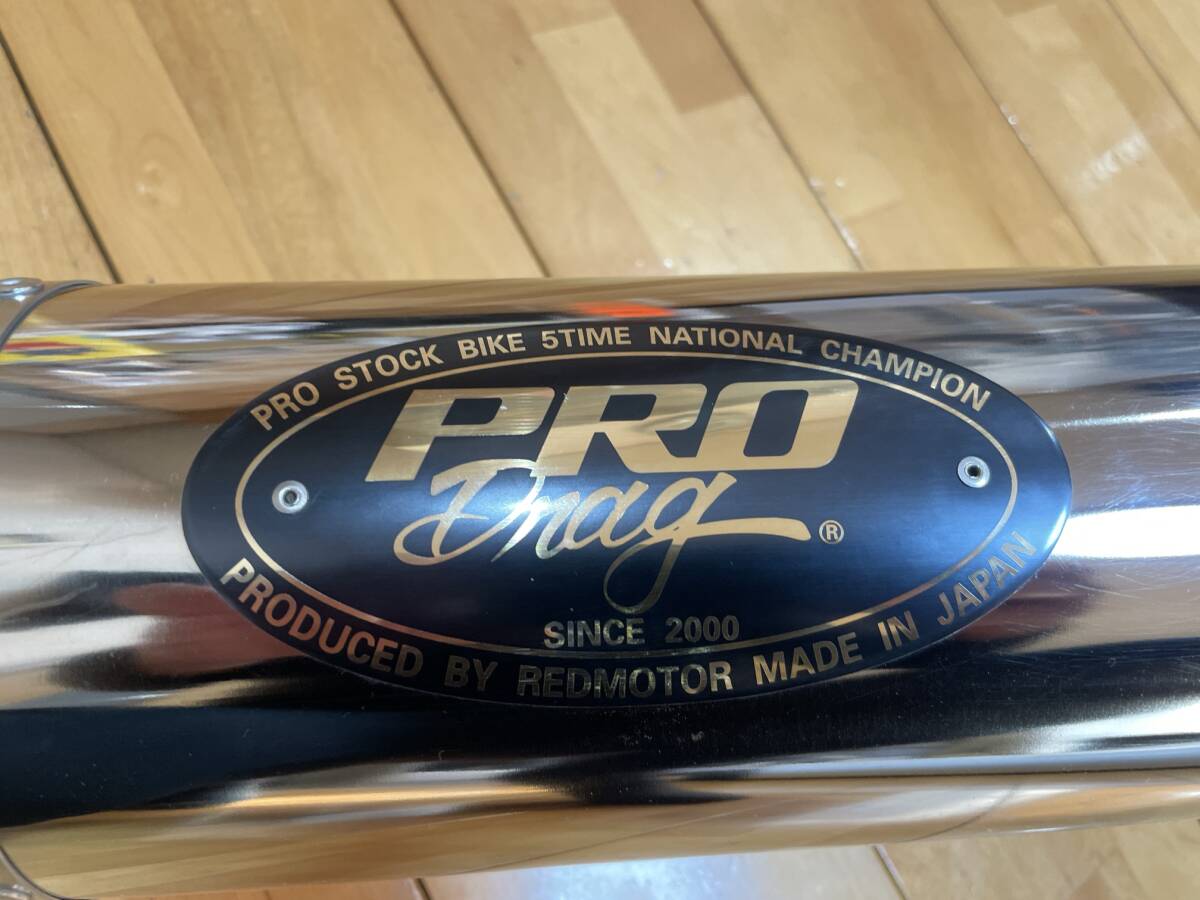 PRO STOCK BIKE 5TIME NATIONAL CHAMPION
PRO
Drag ®
SINCE 2000
PRODUCED BY REDMOTOR MADE IN JAPAN